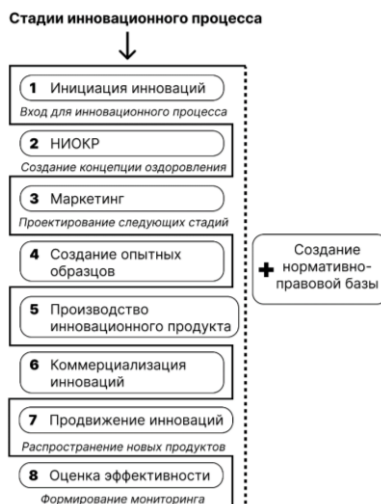 Стадии инновационного процесса
1 Инициация инноваций
Вход для инновационного процесса
2 НИОКР
Создание концепции оздоровления
3 Маркетинг
Проектирование следующих стадий
4 Создание опытных
образцов
5 Производство
инновационного продукта
6 Коммерциализация
инноваций
7 Продвижение инноваций
Распространение новых продуктов
8 Оценка эффективности
Формирование мониторинга
+ Создание
нормативно-
правовой базы